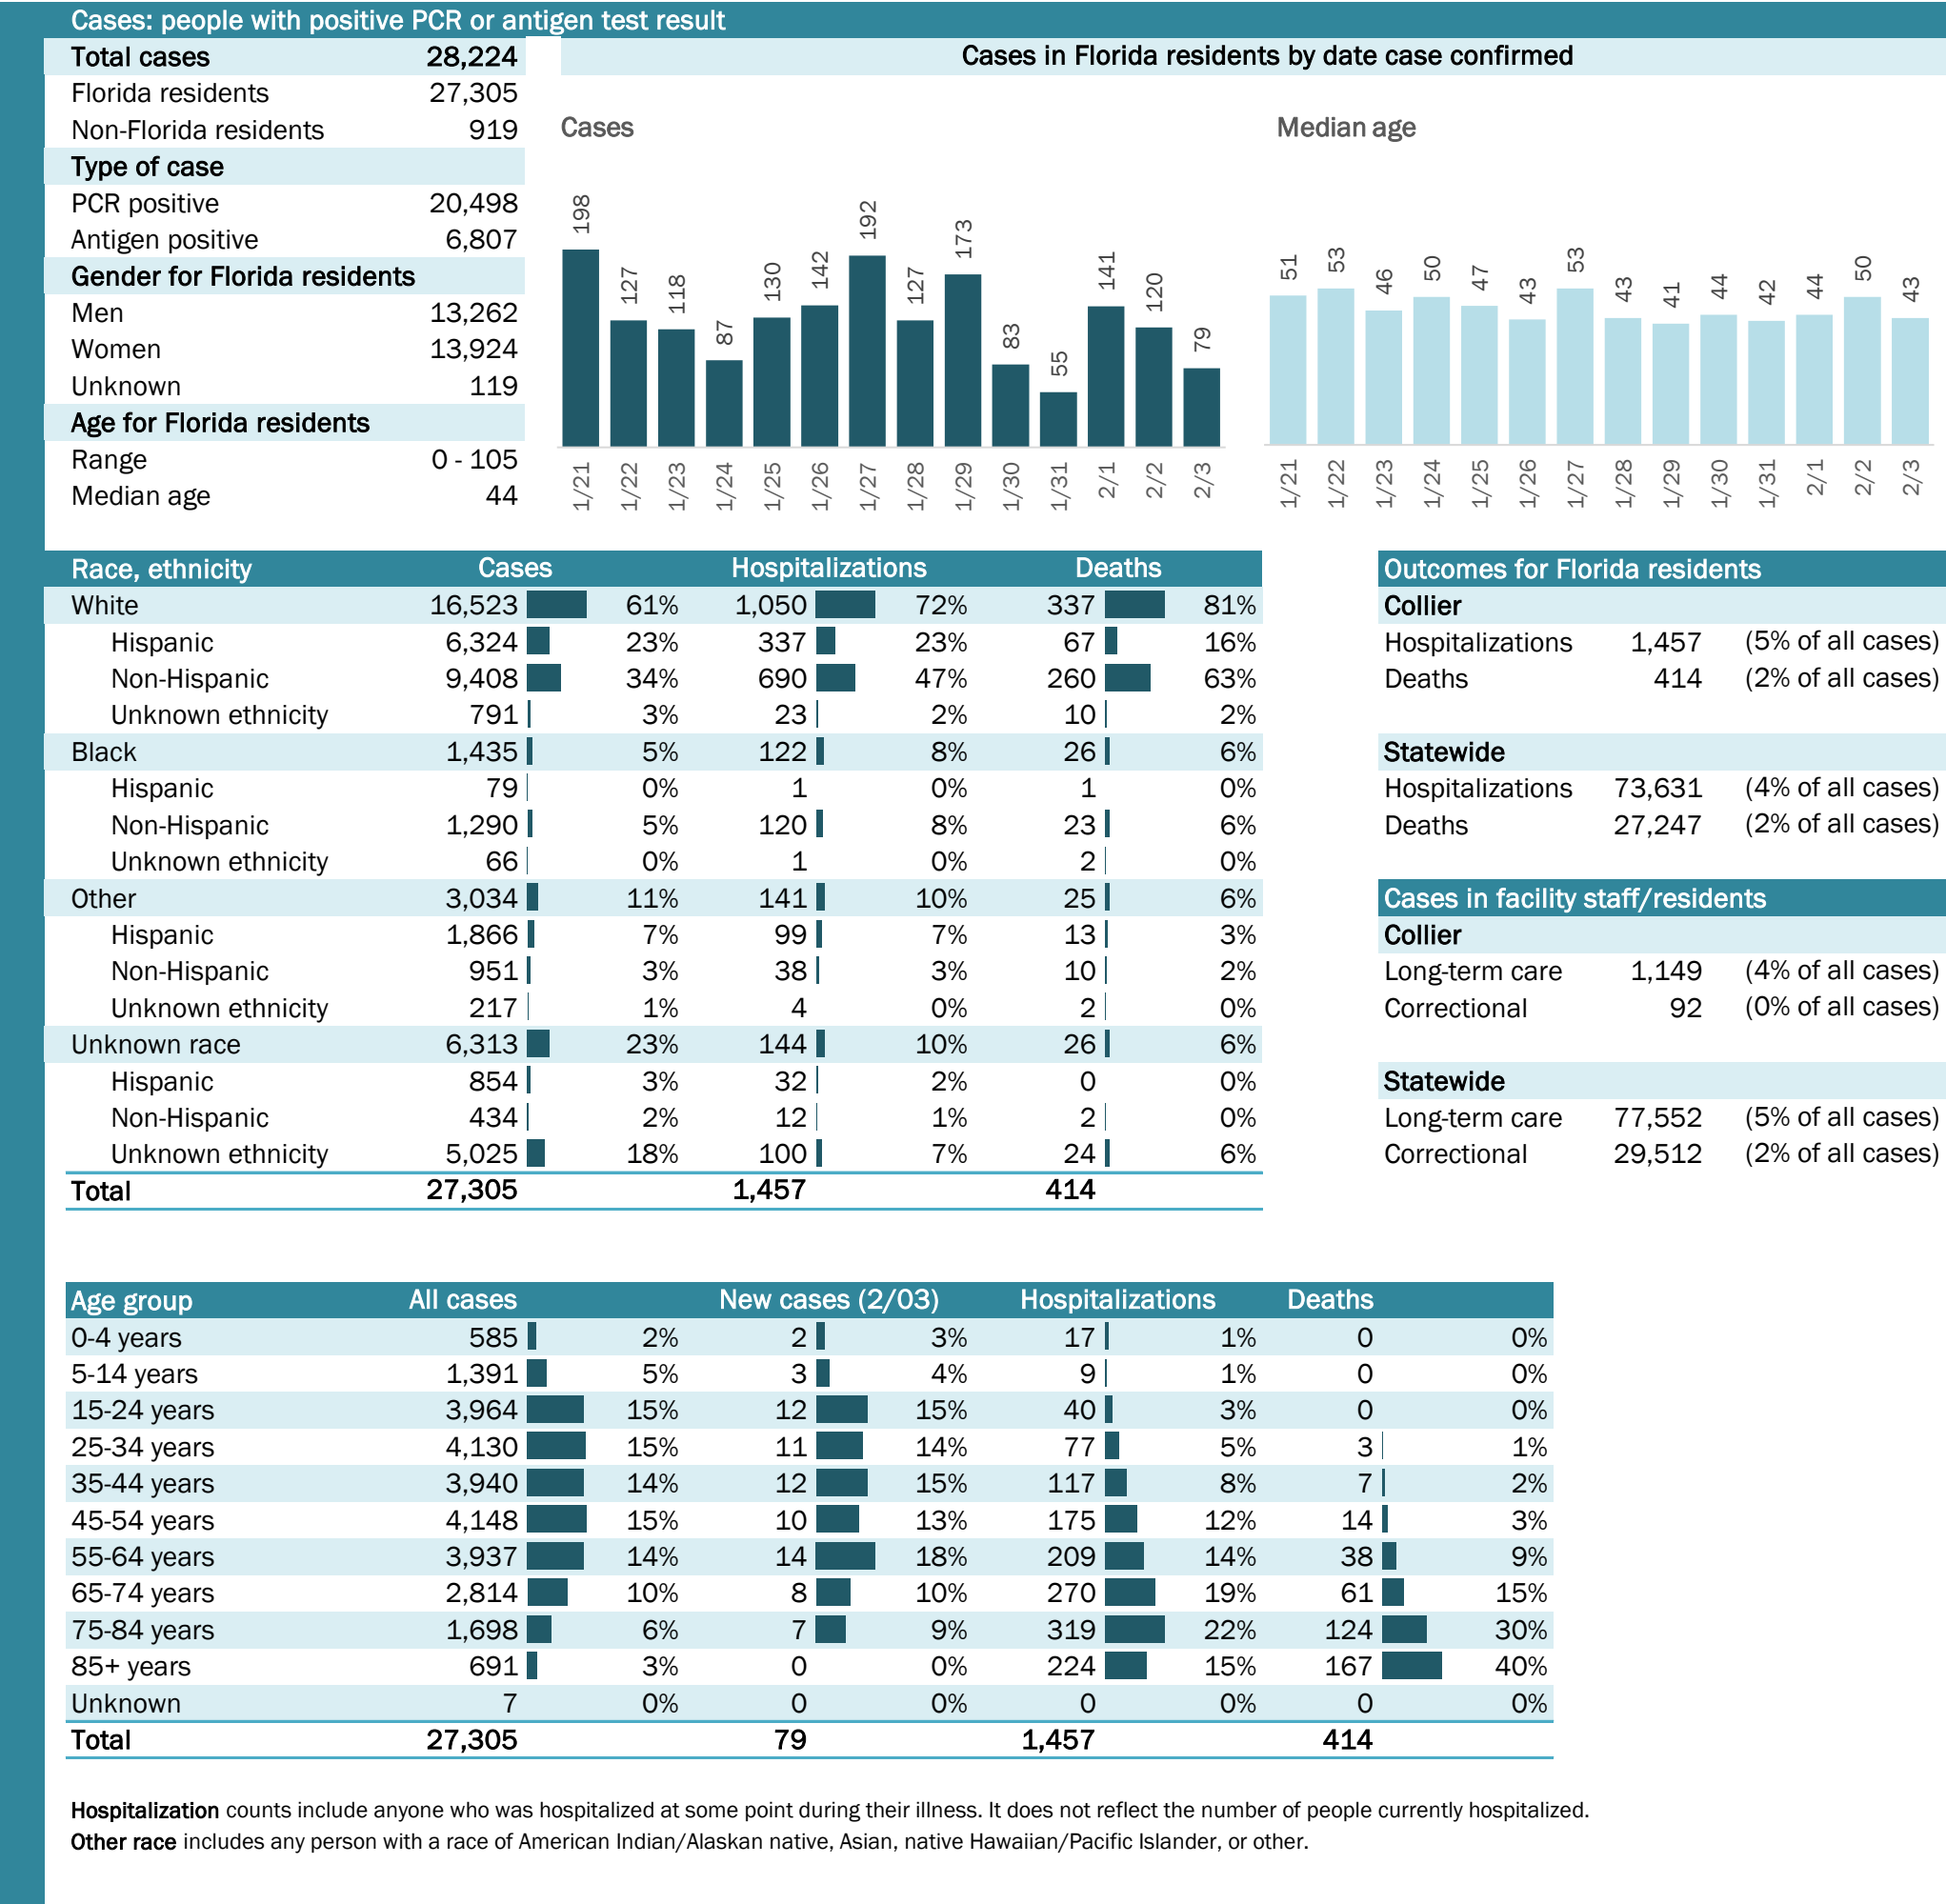 Cases: people with positive PCR or antigen test result
Total cases 28,224
Florida residents 27,305
Non-Florida residents 919
Type of case
PCR positive 20,498
Antigen positive 6,807
Gender for Florida residents
Men 13,262
Women 13,924
Unknown 119
Age for Florida residents
Range 0 - 105
Median age 44
Cases in Florida residents by date case confirmed
Cases
198 127 118 87 130 142 192 127 173 83 55 141 120 79
1/21 1/22 1/23 1/24 1/25 1/26 1/27 1/28 1/29 1/30 1/31 2/1 2/2 2/3
Median age
51 53 46 50 47 43 53 43 41 44 42 44 50 43
1/21 1/22 1/23 1/24 1/25 1/26 1/27 1/28 1/29 1/30 1/31 2/1 2/2 2/3
Race, ethnicity Cases Hospitalizations Deaths
White 16,523 61% 1,050 72% 337 81%
Hispanic 6,324 23% 337 23% 67 16%
Non-Hispanic 9,408 34% 690 47% 260 63%
Unknown ethnicity 791 3% 23 2% 10 2%
Black 1,435 5% 122 8% 26 6%
Hispanic 79 0% 1 0% 1 0%
Non-Hispanic 1,290 5% 120 8% 23 6%
Unknown ethnicity 66 0% 1 0% 2 0%
Other 3,034 11% 141 10% 25 6%
Hispanic 1,866 7% 99 7% 13 3%
Non-Hispanic 951 3% 38 3% 10 2%
Unknown ethnicity 217 1% 4 0% 2 0%
Unknown race 6,313 23% 144 10% 26 6%
Hispanic 854 3% 32 2% 0 0%
Non-Hispanic 434 2% 12 1% 2 0%
Unknown ethnicity 5,025 18% 100 7% 24 6%
Total 27,305 1,457 414
Outcomes for Florida residents
Collier
Hospitalizations 1,457 (5% of all cases)
Deaths 414 (2% of all cases)
Statewide
Hospitalizations 73,631 (4% of all cases)
Deaths 27,247 (2% of all cases)
Cases in facility staff/residents
Collier
Long-term care 1,149 (4% of all cases)
Correctional 92 (0% of all cases)
Statewide
Long-term care 77,552 (5% of all cases)
Correctional 29,512 (2% of all cases)
Age group All cases New cases (2/03) Hospitalizations Deaths
0-4 years 585 2% 2 3% 17 1% 0 0%
5-14 years 1,391 5% 3 4% 9 1% 0 0%
15-24 years 3,964 15% 12 15% 40 3% 0 0%
25-34 years 4,130 15% 11 14% 77 5% 3 1%
35-44 years 3,940 14% 12 15% 117 8% 7 2%
45-54 years 4,148 15% 10 13% 175 12% 14 3%
55-64 years 3,937 14% 14 18% 209 14% 38 9%
65-74 years 2,814 10% 8 10% 270 19% 61 15%
75-84 years 1,698 6% 7 9% 319 22% 124 30%
85+ years 691 3% 0 0% 224 15% 167 40%
Unknown 7 0% 0 0% 0 0% 0 0%
Total 27,305 79 1,457 414
Hospitalization counts include anyone who was hospitalized at some point during their illness. It does not reflect the number of people currently hospitalized.
Other race includes any person with a race of American Indian/Alaskan native, Asian, native Hawaiian/Pacific Islander, or other.